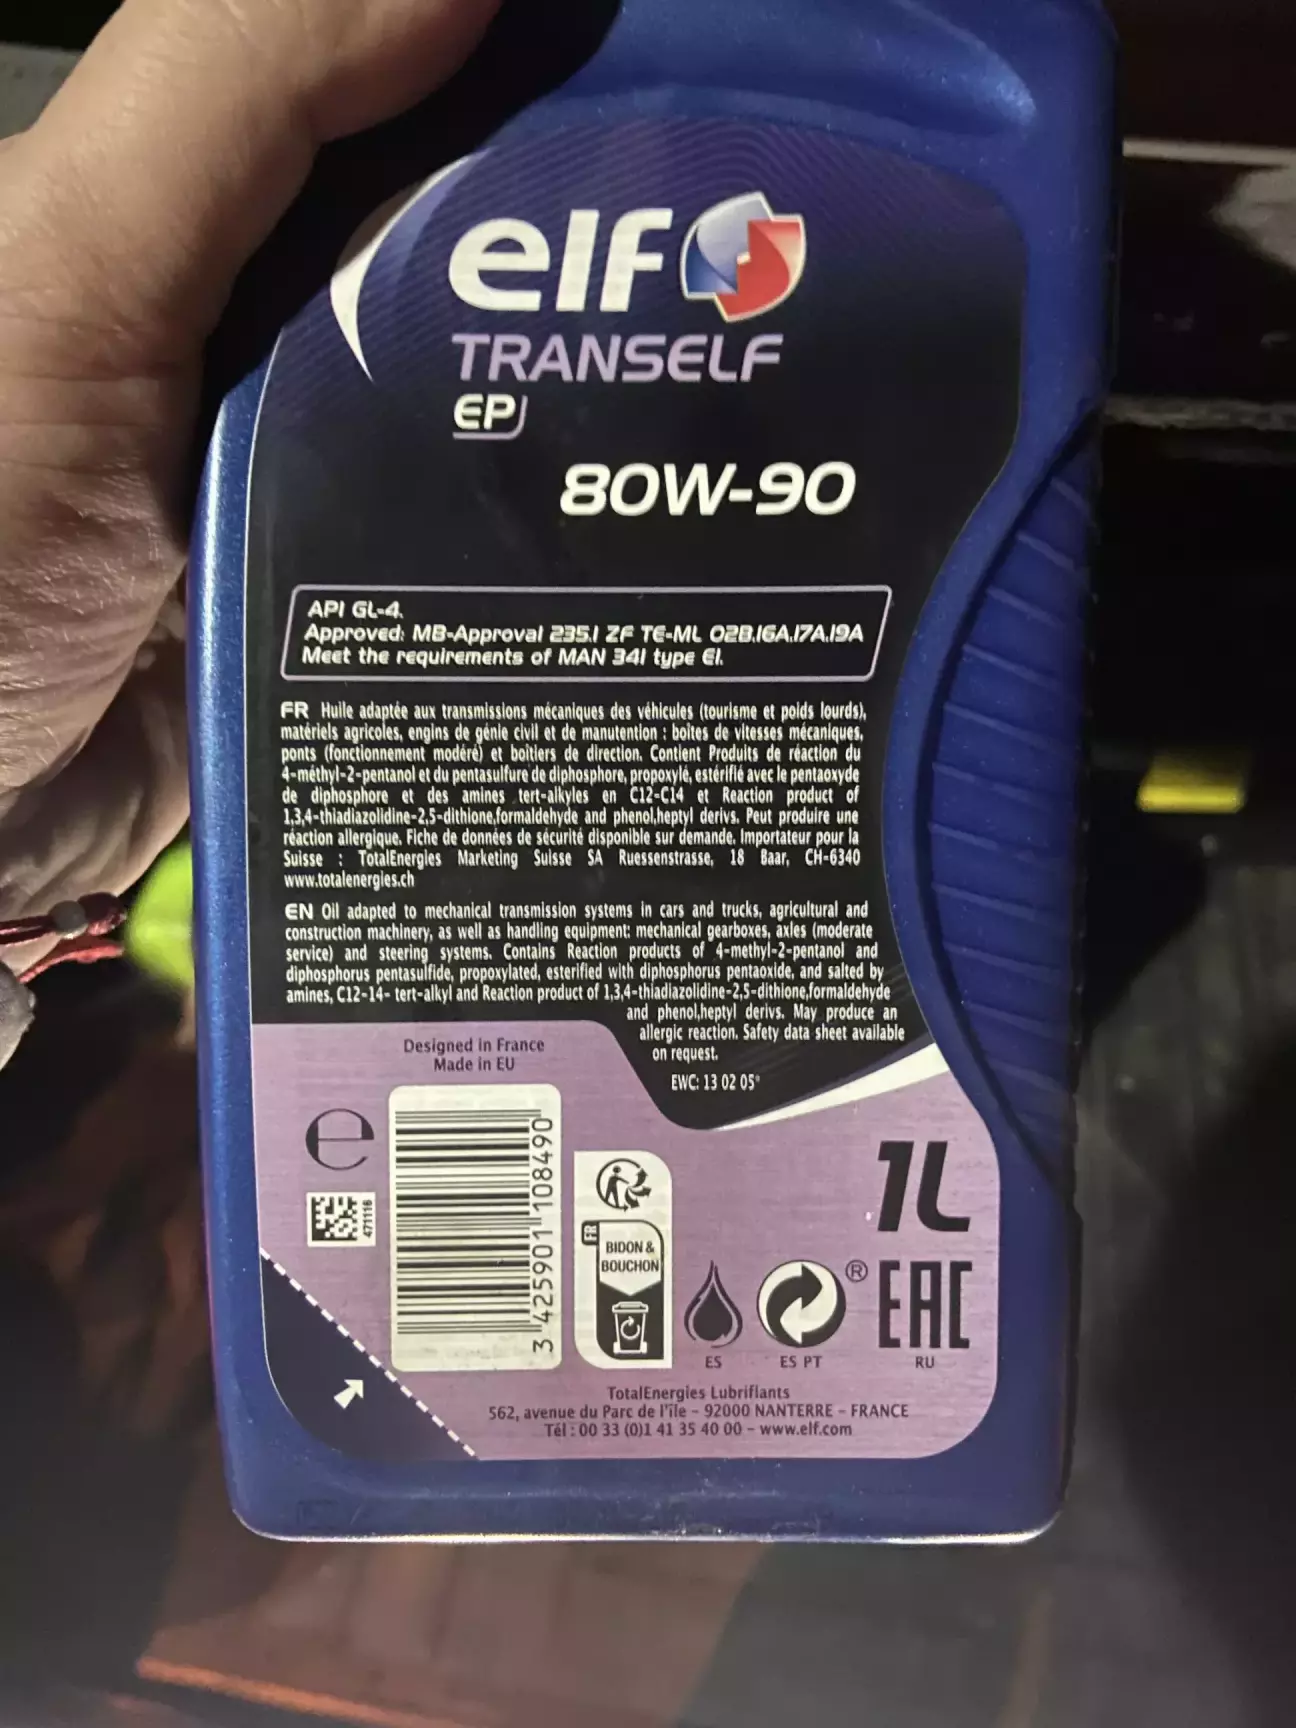 elf
TRANSELF
EP
80W-90
API GL-4.
Approved: MB-Approval 235.1 ZF TE-ML 02B.16A.17A.19A
Meet the requirements of MAN 341 type E1.
FR Huile adaptée aux transmissions mécaniques des véhicules (tourisme et poids lourds),
matériels agricoles, engins de génie civil et de manutention : boîtes de vitesses mécaniques,
ponts (fonctionnement modéré) et boîtiers de direction. Contient Produits de réaction du
4-méthyl-2-pentanol et du pentasulfure de diphosphore, propoxylé, estérifié avec le pentaoxyde
de diphosphore et des amines tert-alkyles en C12-C14 et Reaction product of
1,3,4-thiadiazolidine-2,5-dithione,formaldehyde and phenol,heptyl derivs. Peut produire une
réaction allergique. Fiche de données de sécurité disponible sur demande. Importateur pour la
Suisse : TotalEnergies Marketing Suisse SA Ruessenstrasse, 18 Baar, CH-6340
www.totalenergies.ch
EN Oil adapted to mechanical transmission systems in cars and trucks, agricultural and
construction machinery, as well as handling equipment: mechanical gearboxes, axles (moderate
service) and steering systems. Contains Reaction products of 4-methyl-2-pentanol and
diphosphorus pentasulfide, propoxylated, esterified with diphosphorus pentaoxide, and salted by
amines, C12-14- tert-alkyl and Reaction product of 1,3,4-thiadiazolidine-2,5-dithione,formaldehyde
and phenol,heptyl derivs. May produce an
allergic reaction. Safety data sheet available
on request.
EWC: 13 02 05*
Designed in France
Made in EU
e
471116
3 425901 108490
FR
BIDON &
BOUCHON
1L
ES
ES PT
®
EAC
RU
TotalEnergies Lubrifiants
562, avenue du Parc de l'île - 92000 NANTERRE - FRANCE
Tél : 00 33 (0)1 41 35 40 00 - www.elf.com